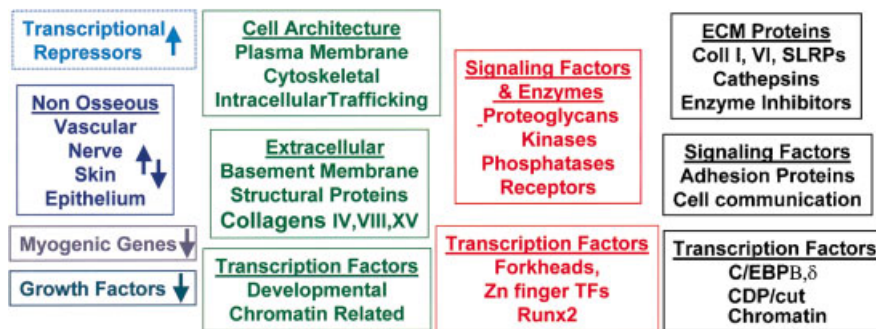 Transcriptional
Repressors
Non Osseous
Vascular
Nerve
Skin
Epithelium
Myogenic Genes
Growth Factors
Cell Architecture
Plasma Membrane
Cytoskeletal
IntracellularTrafficking
Extracellular
Basement Membrane
Structural Proteins
Collagens IV,VIII,XV
Transcription Factors
Developmental
Chromatin Related
Signaling Factors
& Enzymes
Proteoglycans
Kinases
Phosphatases
Receptors
Transcription Factors
Forkheads,
Zn finger TFs
Runx2
ECM Proteins
Coll I, VI, SLRPs
Cathepsins
Enzyme Inhibitors
Signaling Factors
Adhesion Proteins
Cell communication
Transcription Factors
C/EBPB,δ
CDP/cut
Chromatin